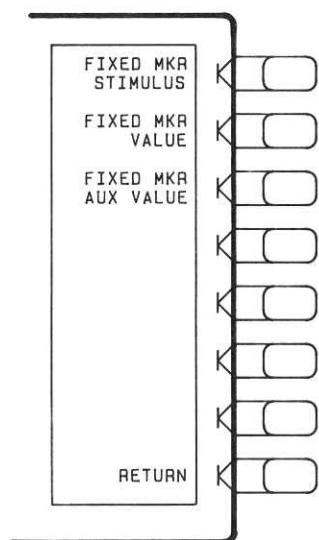 FIXED MKR
STIMULUS
FIXED MKR
VALUE
FIXED MKR
AUX VALUE
RETURN